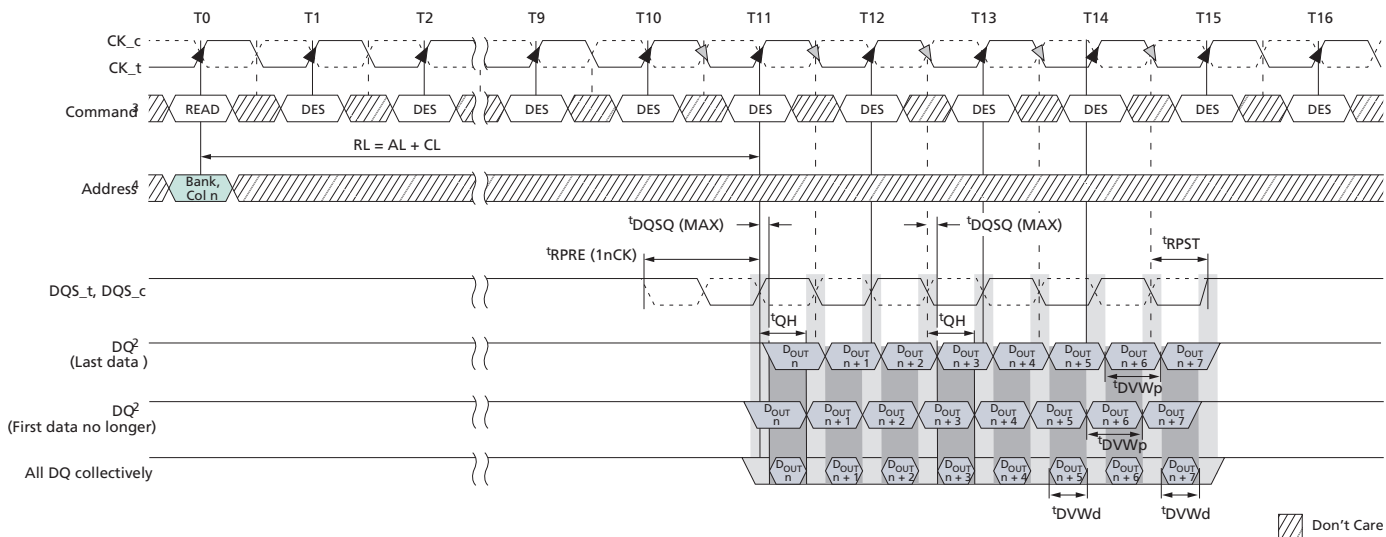 T0 T1 T2 T9 T10 T11 T12 T13 T14 T15 T16
CK_c
CK_t
Command3 READ DES DES DES DES DES DES DES DES DES DES
RL = AL + CL
Address4 Bank,
Col n
tDQSQ (MAX) tDQSQ (MAX)
tRPRE (1nCK) tRPST
DQS_t, DQS_c
tQH tQH
DQ2
(Last data )
DOUT n DOUT n + 1 DOUT n + 2 DOUT n + 3 DOUT n + 4 DOUT n + 5 DOUT n + 6 DOUT n + 7
tDVWp
DQ2
(First data no longer)
DOUT n DOUT n + 1 DOUT n + 2 DOUT n + 3 DOUT n + 4 DOUT n + 5 DOUT n + 6 DOUT n + 7
tDVWp
All DQ collectively
DOUT n DOUT n + 1 DOUT n + 2 DOUT n + 3 DOUT n + 4 DOUT n + 5 DOUT n + 6 DOUT n + 7
tDVWd tDVWd
Don't Care